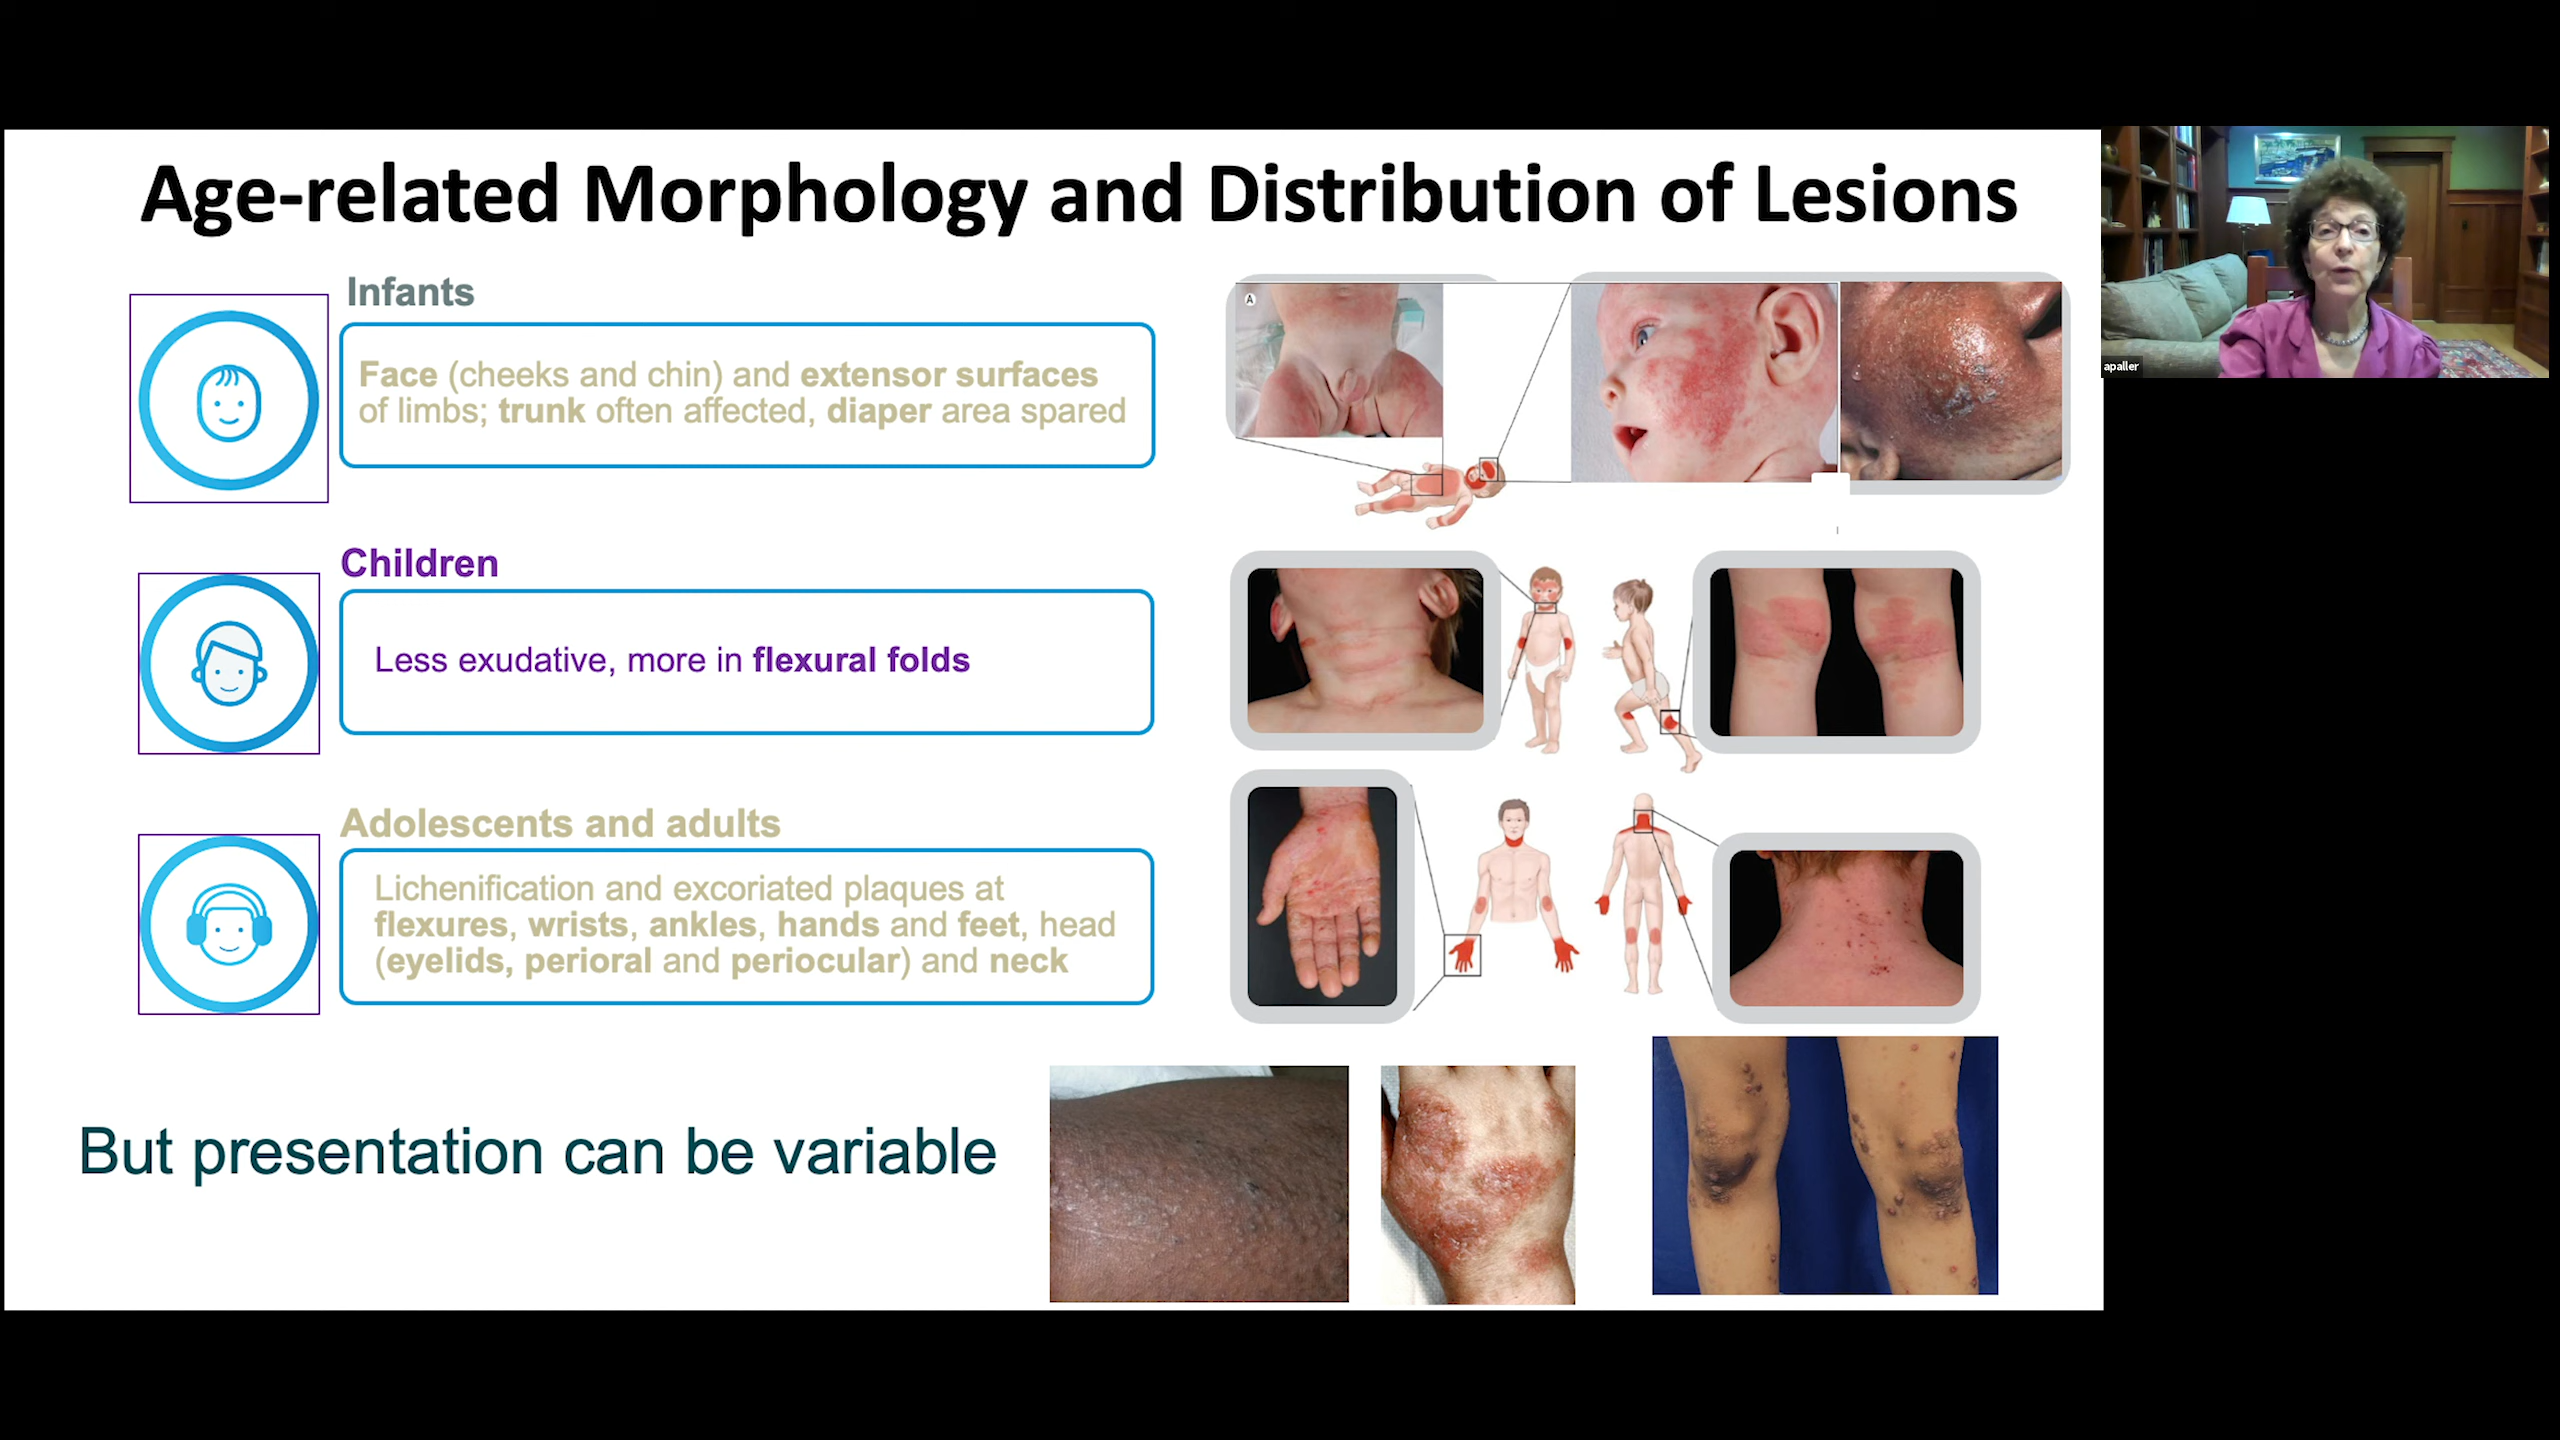 Age-related Morphology and Distribution of Lesions
Infants
Face (cheeks and chin) and extensor surfaces
of limbs; trunk often affected, diaper area spared
A
apaller
Children
Less exudative, more in flexural folds
Adolescents and adults
Lichenification and excoriated plaques at
flexures, wrists, ankles, hands and feet, head
(eyelids, perioral and periocular) and neck
But presentation can be variable